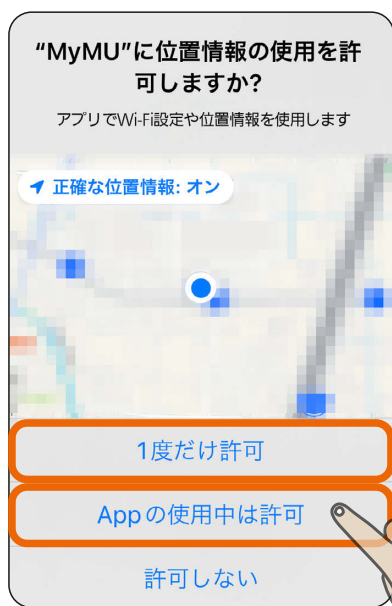 “MyMU”に位置情報の使用を許
可しますか?
アプリでWi-Fi設定や位置情報を使用します
正確な位置情報: オン
1度だけ許可
Appの使用中は許可
許可しない